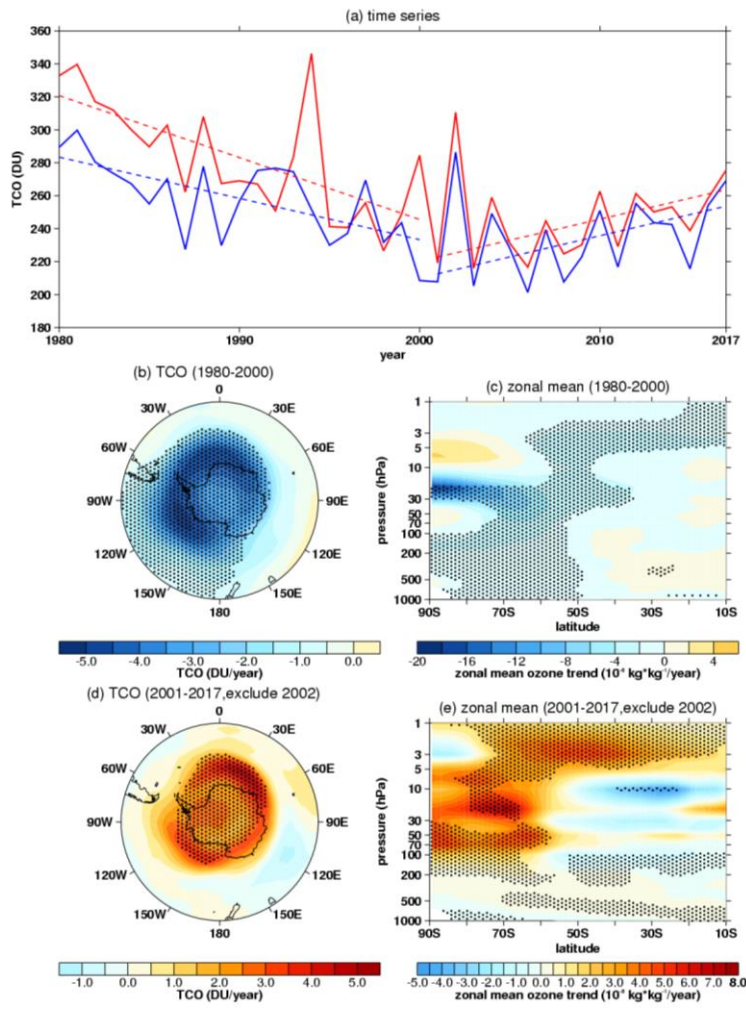 (a) time series
360
340
320
300
280
260
240
220
200
180
TCO (DU)
1980
1990
2000
2010
2017
year
(b) TCO (1980-2000)
0
30W
30E
60W
60E
90W
90E
120W
120E
150W
150E
180
-5.0 -4.0 -3.0 -2.0 -1.0 0.0
TCO (DU/year)
(c) zonal mean (1980-2000)
1
3
5
10
30
50
70
100
200
500
1000
pressure (hPa)
90S 70S 50S 30S 10S
latitude
-20 -16 -12 -8 -4 0 4
zonal mean ozone trend (10⁻⁸ kg*kg⁻¹/year)
(d) TCO (2001-2017,exclude 2002)
0
30W
30E
60W
60E
90W
90E
120W
120E
150W
150E
180
-1.0 0.0 1.0 2.0 3.0 4.0 5.0
TCO (DU/year)
(e) zonal mean (2001-2017,exclude 2002)
1
3
5
10
30
50
70
100
200
500
1000
pressure (hPa)
90S 70S 50S 30S 10S
latitude
-5.0 -4.0 -3.0 -2.0 -1.0 0.0 1.0 2.0 3.0 4.0 5.0 6.0 7.0 8.0
zonal mean ozone trend (10⁻⁸ kg*kg⁻¹/year)